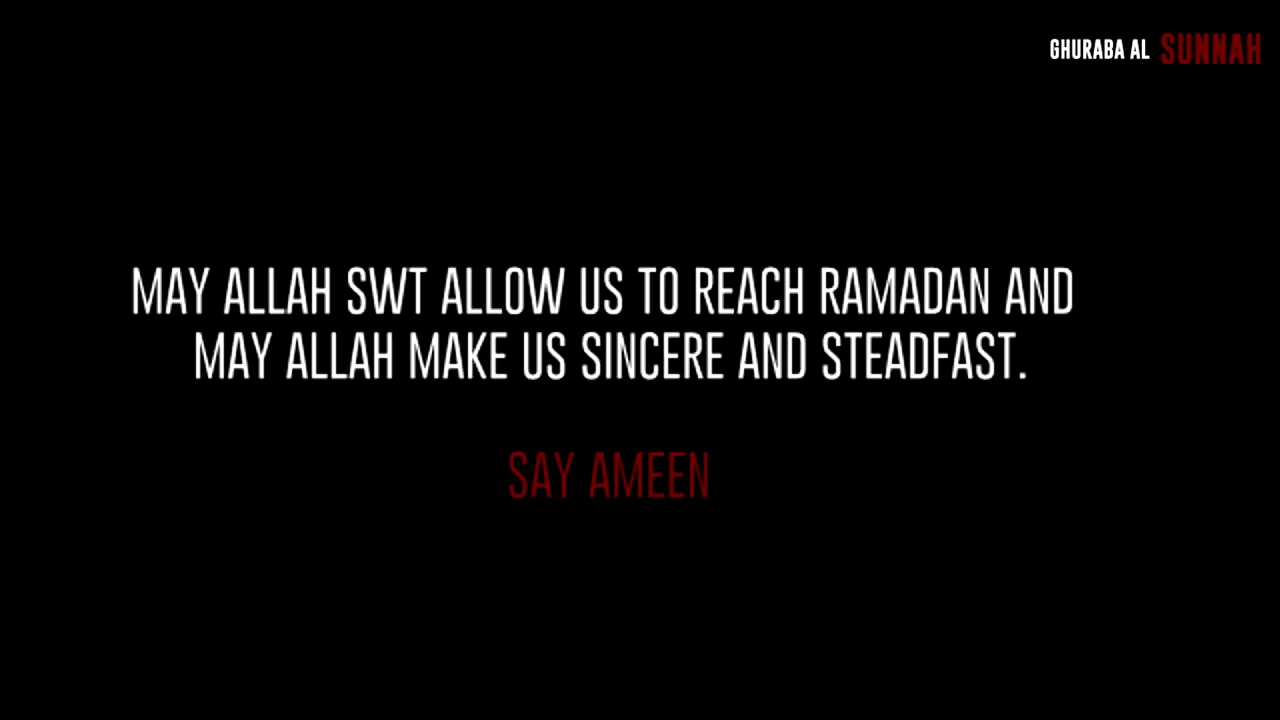 GHURABA AL SUNNAH
MAY ALLAH SWT ALLOW US TO REACH RAMADAN AND
MAY ALLAH MAKE US SINCERE AND STEADFAST.
SAY AMEEN